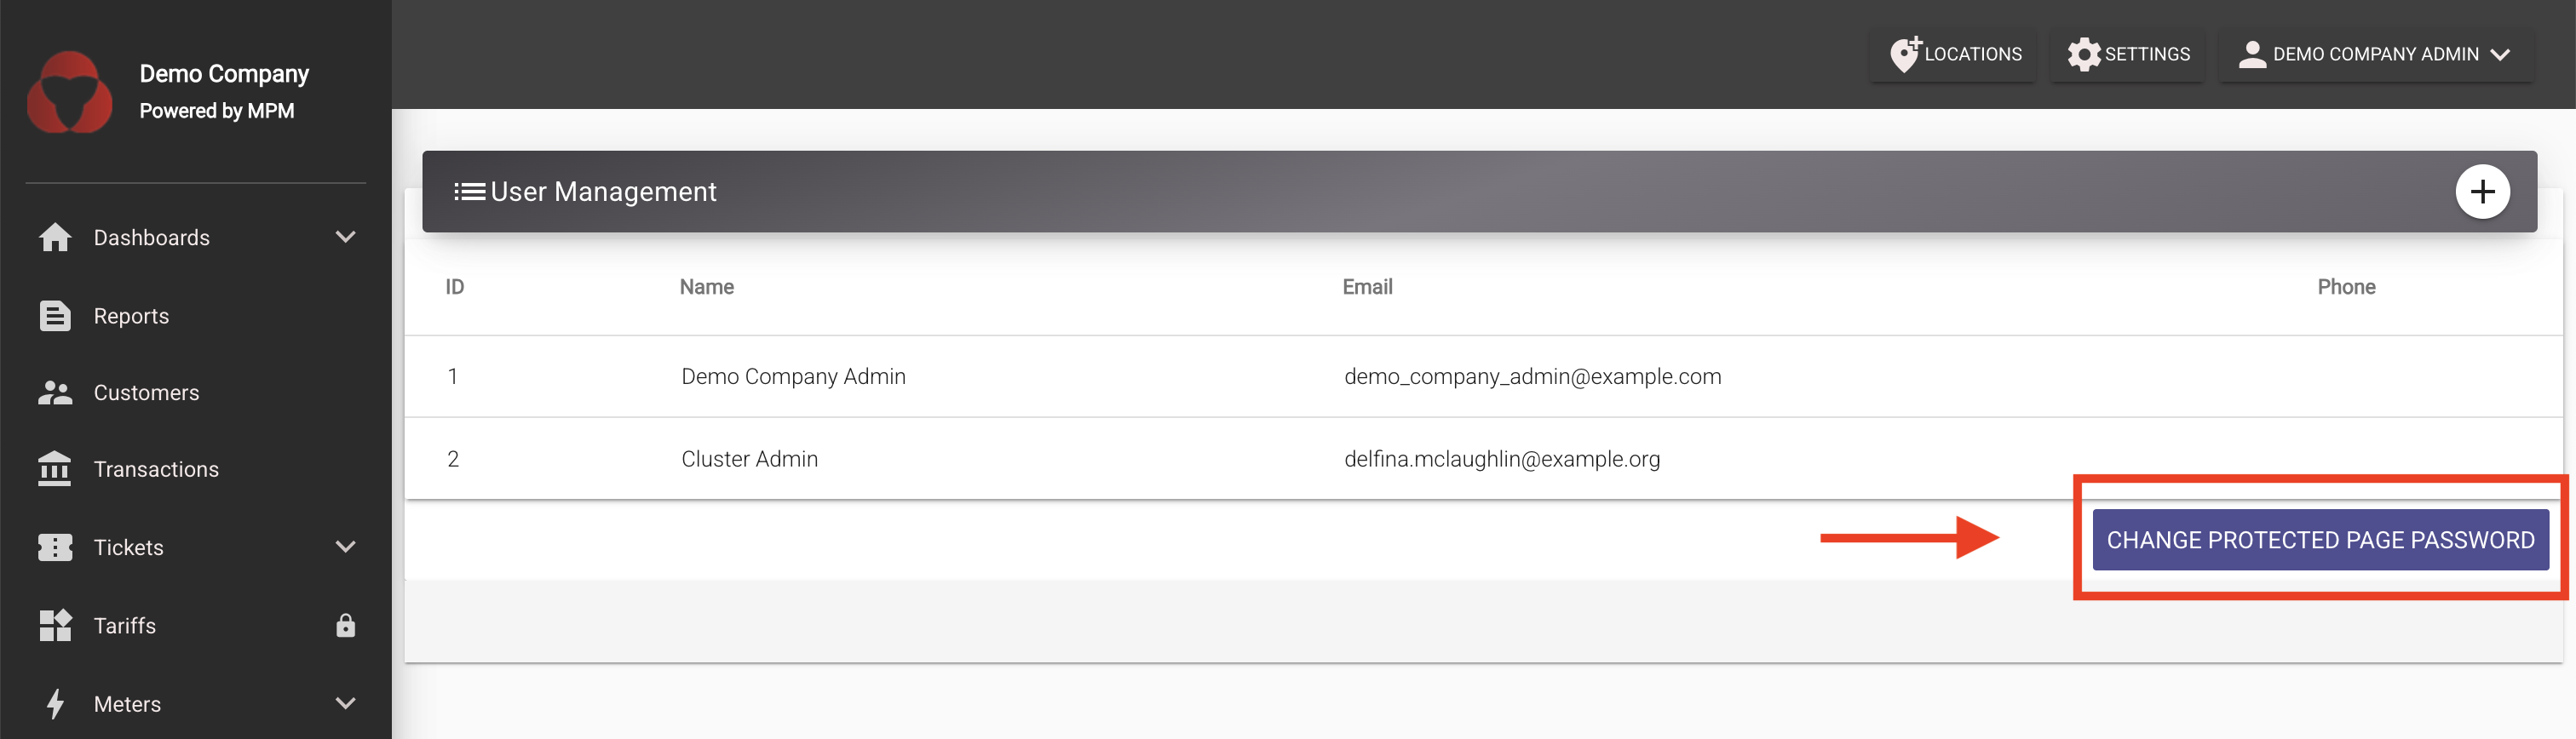 Demo Company
Powered by MPM
LOCATIONS
SETTINGS
DEMO COMPANY ADMIN
Dashboards
Reports
Customers
Transactions
Tickets
Tariffs
Meters
User Management
ID Name Email Phone
1 Demo Company Admin demo_company_admin@example.com
2 Cluster Admin delfina.mclaughlin@example.org
CHANGE PROTECTED PAGE PASSWORD